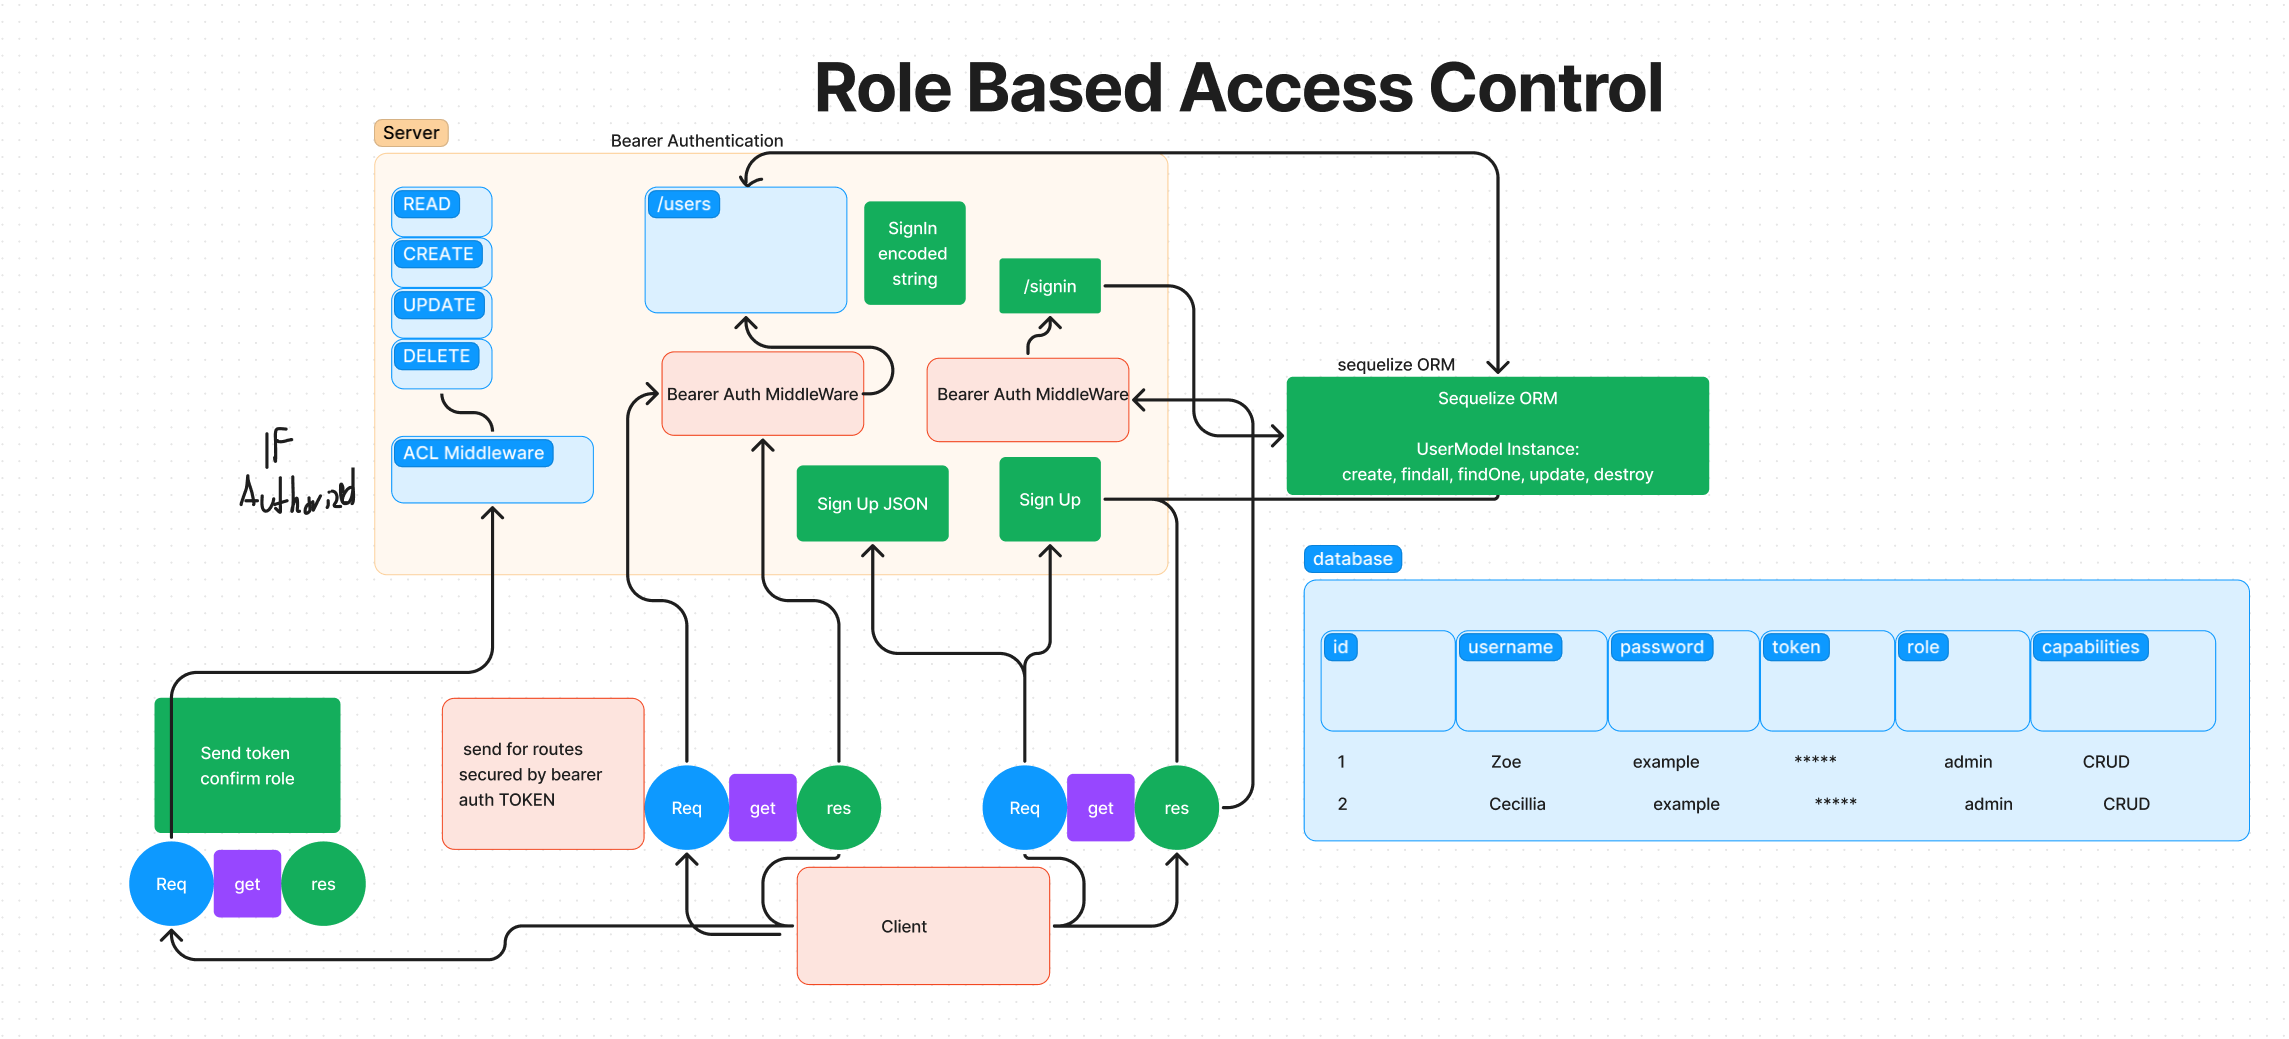 Role Based Access Control
Server
Bearer Authentication
READ
CREATE
UPDATE
DELETE
/users
SignIn
encoded
string
/signin
Bearer Auth MiddleWare
Bearer Auth MiddleWare
sequelize ORM
Sequelize ORM
UserModel Instance:
create, findall, findOne, update, destroy
IF
Authorized
ACL Middleware
Sign Up JSON
Sign Up
database
id
username
password
token
role
capabilities
1
Zoe
example
*****
admin
CRUD
2
Cecillia
example
*****
admin
CRUD
Send token
confirm role
send for routes
secured by bearer
auth TOKEN
Req
get
res
Req
get
res
Req
get
res
Client